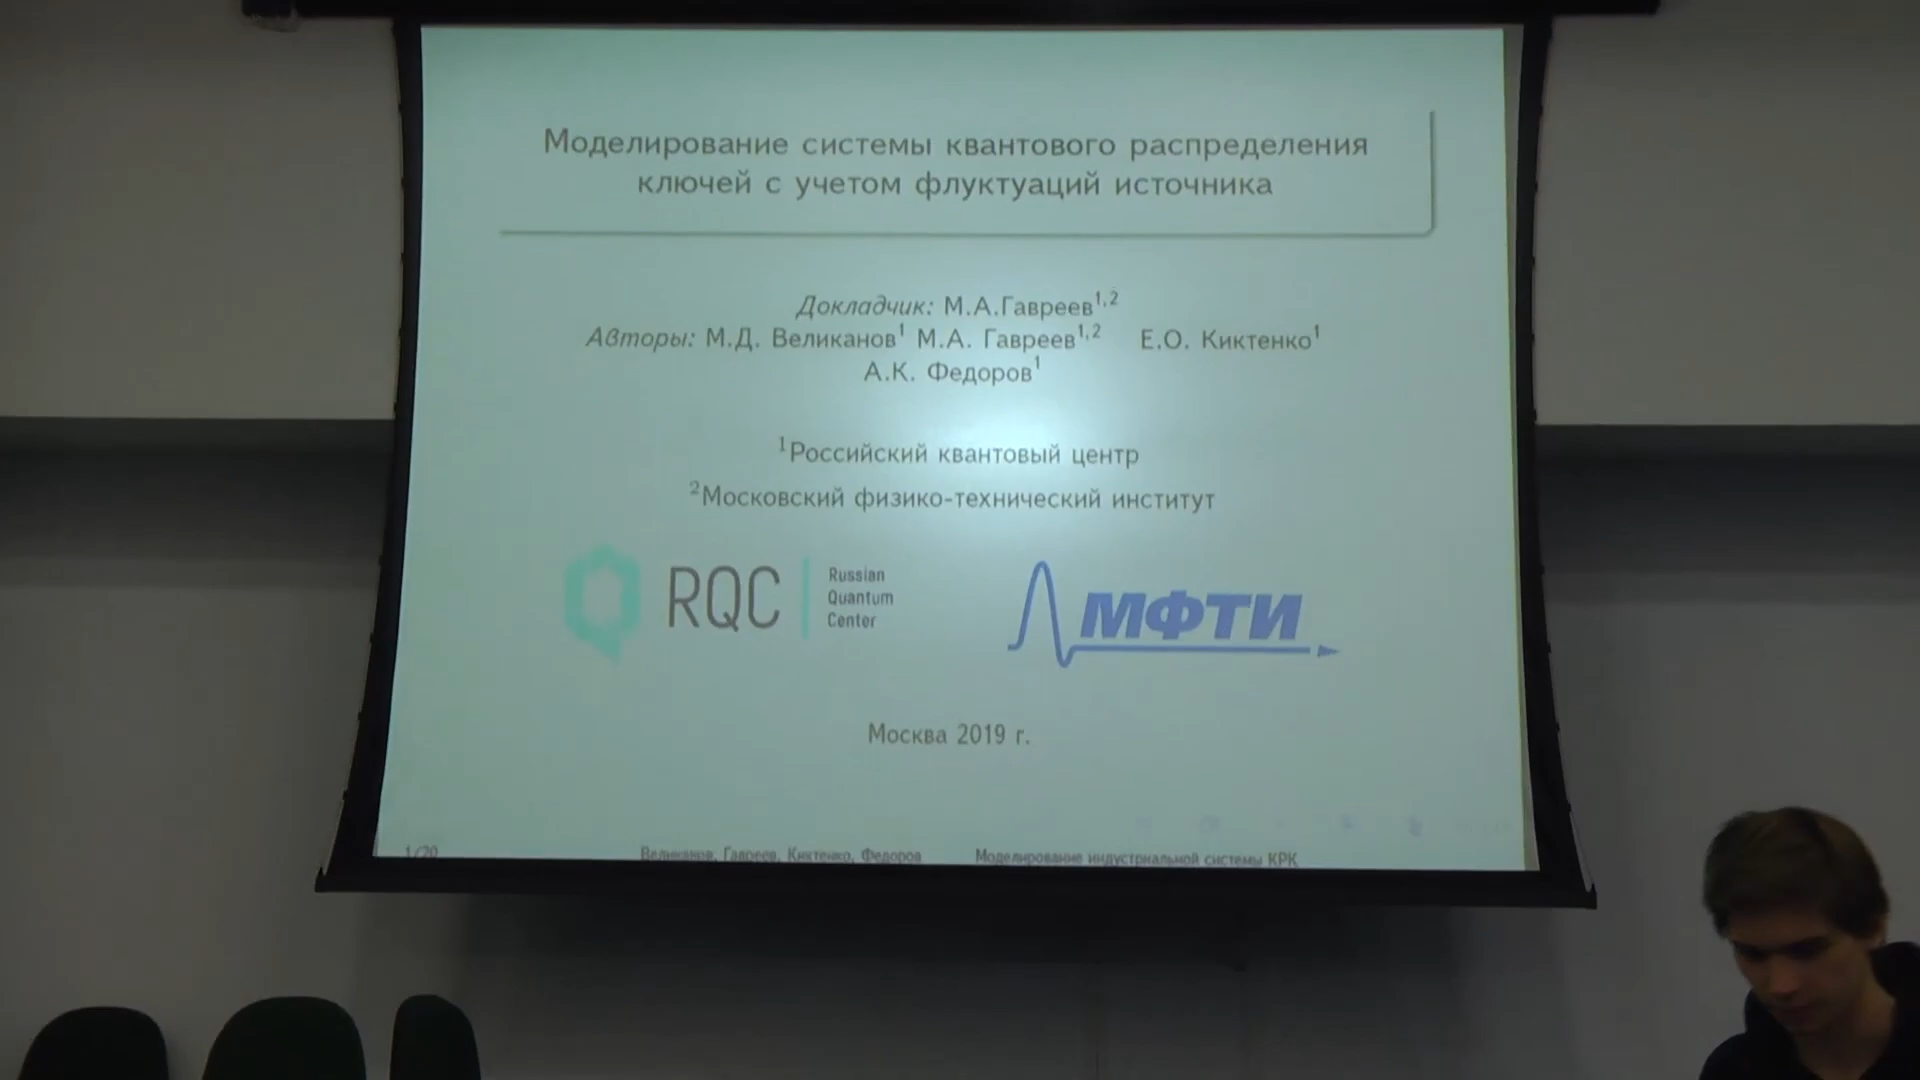 Моделирование системы квантового распределения
ключей с учетом флуктуаций источника
Докладчик: М.А.Гавреев1,2
Авторы: М.Д. Великанов1 М.А. Гавреев1,2 Е.О. Киктенко1
А.К. Федоров1
1Российский квантовый центр
2Московский физико-технический институт
RQC
Russian
Quantum
Center
МФТИ
Москва 2019 г.
1/20 Великанов, Гавреев, Киктенко, Федоров Моделирование индустриальной системы КРК